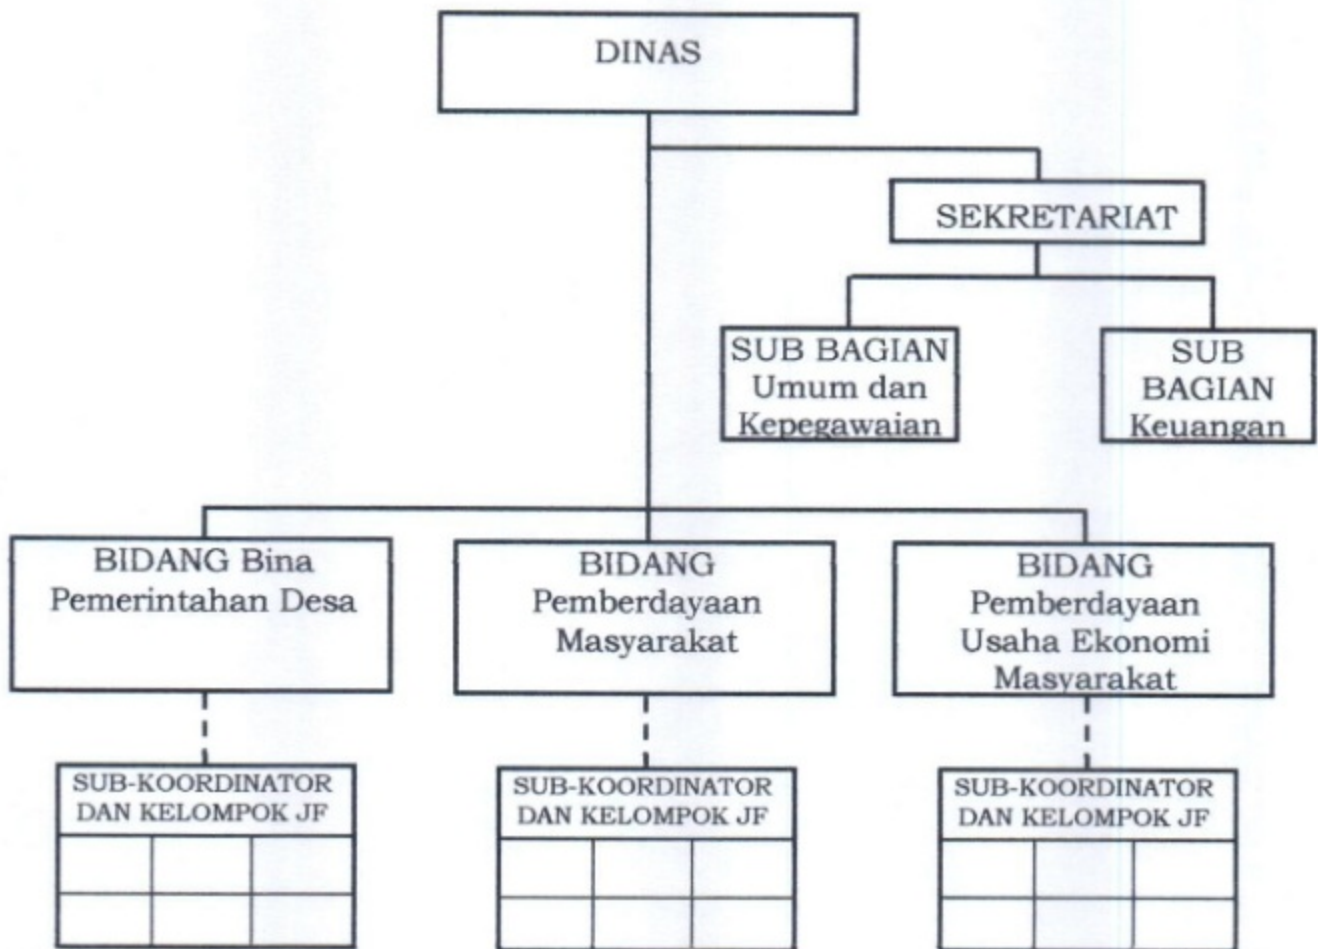 DINAS
SEKRETARIAT
SUB BAGIAN
Umum dan
Kepegawaian
SUB
BAGIAN
Keuangan
BIDANG Bina
Pemerintahan Desa
BIDANG
Pemberdayaan
Masyarakat
BIDANG
Pemberdayaan
Usaha Ekonomi
Masyarakat
SUB-KOORDINATOR
DAN KELOMPOK JF
SUB-KOORDINATOR
DAN KELOMPOK JF
SUB-KOORDINATOR
DAN KELOMPOK JF